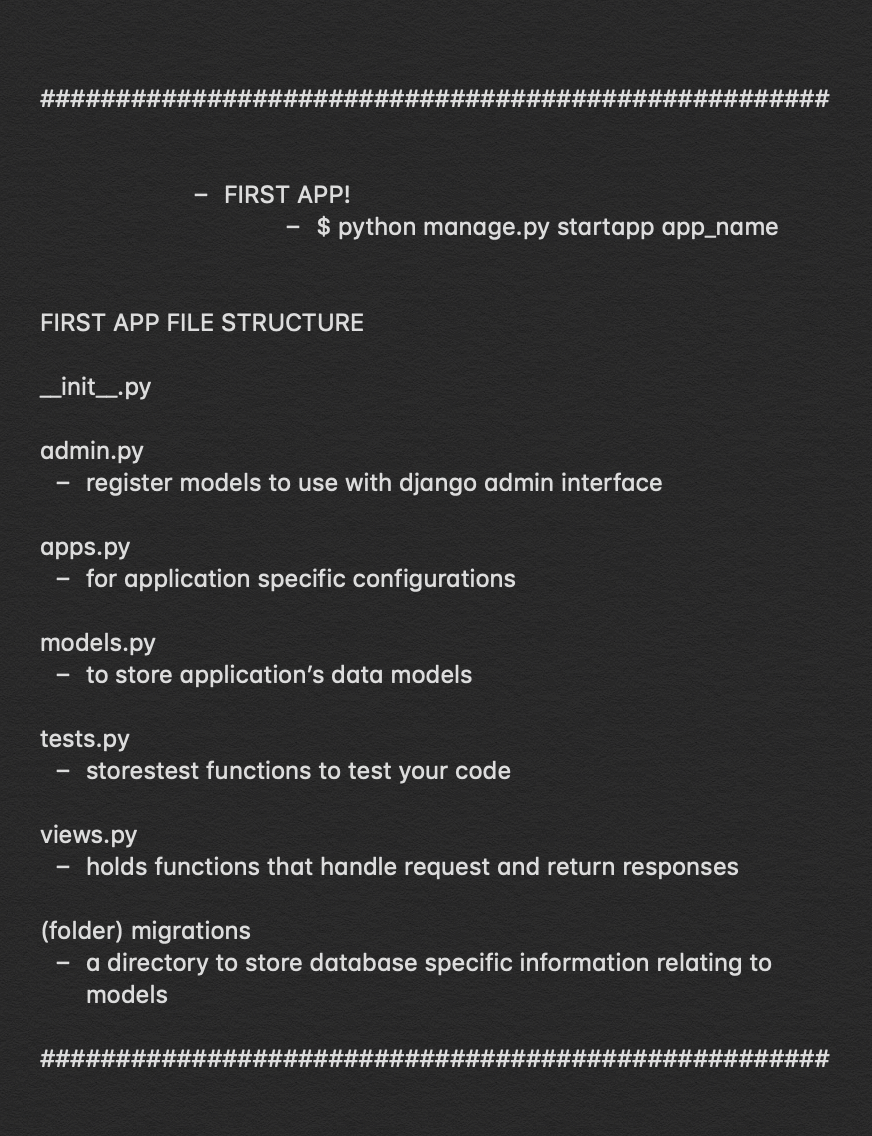 ####################################################
– FIRST APP!
– $ python manage.py startapp app_name
FIRST APP FILE STRUCTURE
__init__.py
admin.py
– register models to use with django admin interface
apps.py
– for application specific configurations
models.py
– to store application’s data models
tests.py
– storestest functions to test your code
views.py
– holds functions that handle request and return responses
(folder) migrations
– a directory to store database specific information relating to
models
####################################################